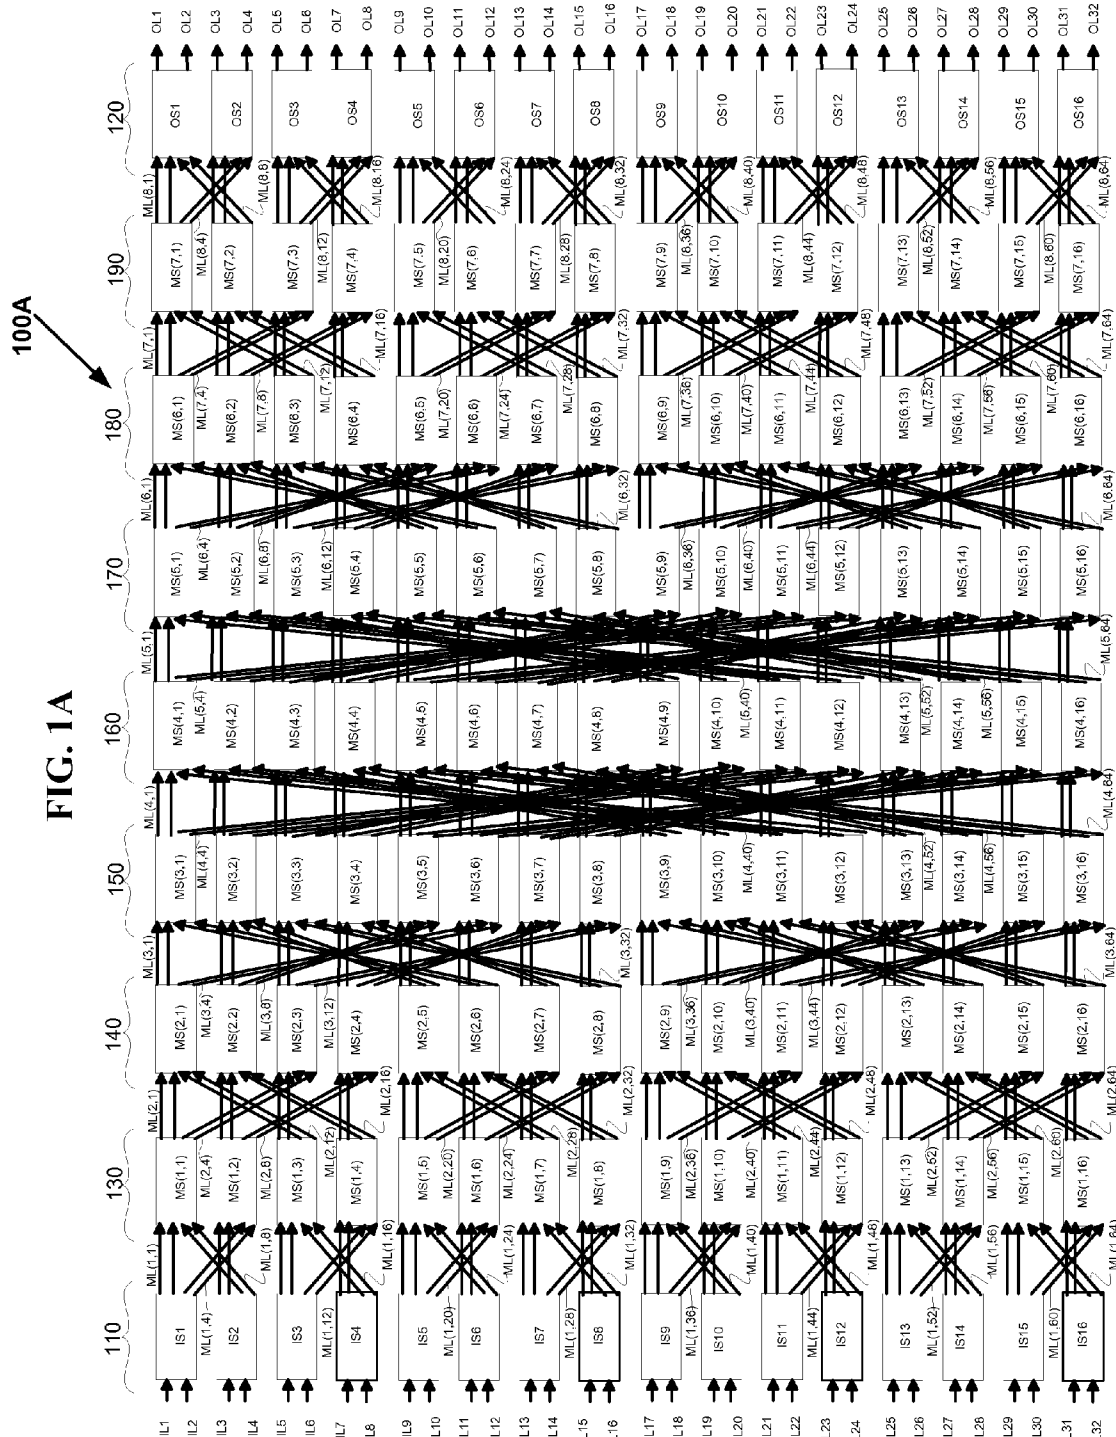 FIG. 1A
100A
110
130
140
150
160
170
180
190
120
IL1
IL2
IL3
IL4
IL5
IL6
IL7
L8
IL9
L10
IL11
L12
L13
L14
L15
L16
L17
L18
L19
L20
L21
L22
L23
L24
L25
L26
L27
L28
L29
L30
L31
L32
IS1
IS2
IS3
IS4
IS5
IS6
IS7
IS8
IS9
IS10
IS11
IS12
IS13
IS14
IS15
IS16
ML(1,1)
ML(1,4)
ML(1,8)
ML(1,12)
ML(1,16)
ML(1,20)
ML(1,24)
ML(1,28)
ML(1,32)
ML(1,36)
ML(1,40)
ML(1,44)
ML(1,48)
ML(1,52)
ML(1,56)
ML(1,60)
ML(1,64)
MS(1,1)
MS(1,2)
MS(1,3)
MS(1,4)
MS(1,5)
MS(1,6)
MS(1,7)
MS(1,8)
MS(1,9)
MS(1,10)
MS(1,11)
MS(1,12)
MS(1,13)
MS(1,14)
MS(1,15)
MS(1,16)
ML(2,1)
ML(2,4)
ML(2,8)
ML(2,12)
ML(2,16)
ML(2,20)
ML(2,24)
ML(2,28)
ML(2,32)
ML(2,36)
ML(2,40)
ML(2,44)
ML(2,48)
ML(2,52)
ML(2,56)
ML(2,60)
ML(2,64)
MS(2,1)
MS(2,2)
MS(2,3)
MS(2,4)
MS(2,5)
MS(2,6)
MS(2,7)
MS(2,8)
MS(2,9)
MS(2,10)
MS(2,11)
MS(2,12)
MS(2,13)
MS(2,14)
MS(2,15)
MS(2,16)
ML(3,1)
ML(3,4)
ML(3,8)
ML(3,12)
ML(3,32)
ML(3,36)
ML(3,40)
ML(3,44)
ML(3,64)
MS(3,1)
MS(3,2)
MS(3,3)
MS(3,4)
MS(3,5)
MS(3,6)
MS(3,7)
MS(3,8)
MS(3,9)
MS(3,10)
MS(3,11)
MS(3,12)
MS(3,13)
MS(3,14)
MS(3,15)
MS(3,16)
ML(4,1)
ML(4,4)
ML(4,40)
ML(4,52)
ML(4,56)
ML(4,64)
MS(4,1)
MS(4,2)
MS(4,3)
MS(4,4)
MS(4,5)
MS(4,6)
MS(4,7)
MS(4,8)
MS(4,9)
MS(4,10)
MS(4,11)
MS(4,12)
MS(4,13)
MS(4,14)
MS(4,15)
MS(4,16)
ML(5,1)
ML(5,4)
ML(5,40)
ML(5,52)
ML(5,56)
ML(5,64)
MS(5,1)
MS(5,2)
MS(5,3)
MS(5,4)
MS(5,5)
MS(5,6)
MS(5,7)
MS(5,8)
MS(5,9)
MS(5,10)
MS(5,11)
MS(5,12)
MS(5,13)
MS(5,14)
MS(5,15)
MS(5,16)
ML(6,1)
ML(6,4)
ML(6,8)
ML(6,12)
ML(6,32)
ML(6,36)
ML(6,40)
ML(6,44)
ML(6,64)
MS(6,1)
MS(6,2)
MS(6,3)
MS(6,4)
MS(6,5)
MS(6,6)
MS(6,7)
MS(6,8)
MS(6,9)
MS(6,10)
MS(6,11)
MS(6,12)
MS(6,13)
MS(6,14)
MS(6,15)
MS(6,16)
ML(7,1)
ML(7,4)
ML(7,8)
ML(7,12)
ML(7,16)
ML(7,20)
ML(7,24)
ML(7,28)
ML(7,32)
ML(7,36)
ML(7,40)
ML(7,44)
ML(7,48)
ML(7,52)
ML(7,56)
ML(7,60)
ML(7,64)
MS(7,1)
MS(7,2)
MS(7,3)
MS(7,4)
MS(7,5)
MS(7,6)
MS(7,7)
MS(7,8)
MS(7,9)
MS(7,10)
MS(7,11)
MS(7,12)
MS(7,13)
MS(7,14)
MS(7,15)
MS(7,16)
ML(8,1)
ML(8,4)
ML(8,8)
ML(8,12)
ML(8,16)
ML(8,20)
ML(8,24)
ML(8,28)
ML(8,32)
ML(8,36)
ML(8,40)
ML(8,44)
ML(8,48)
ML(8,52)
ML(8,56)
ML(8,60)
ML(8,64)
OS1
OS2
OS3
OS4
OS5
OS6
OS7
OS8
OS9
OS10
OS11
OS12
OS13
OS14
OS15
OS16
OL1
OL2
OL3
OL4
OL5
OL6
OL7
OL8
OL9
OL10
OL11
OL12
OL13
OL14
OL15
OL16
OL17
OL18
OL19
OL20
OL21
OL22
OL23
OL24
OL25
OL26
OL27
OL28
OL29
OL30
OL31
OL32